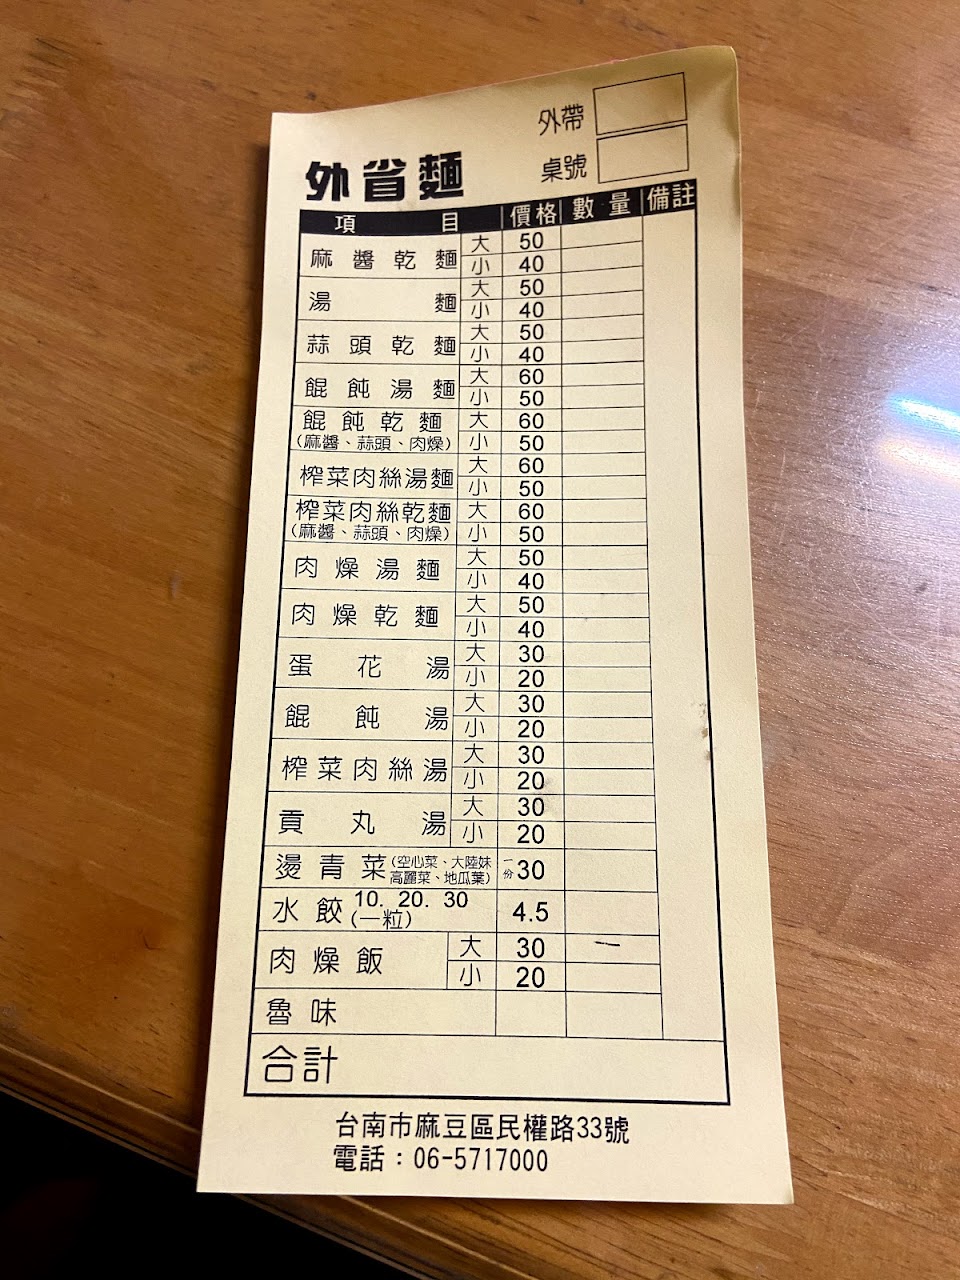 外帶
桌號
外省麵
項目 價格 數量 備註
麻醬乾麵 大 50
小 40
湯麵 大 50
小 40
蒜頭乾麵 大 50
小 40
餛飩湯麵 大 60
小 50
餛飩乾麵 大 60
(麻醬、蒜頭、肉燥) 小 50
榨菜肉絲湯麵 大 60
小 50
榨菜肉絲乾麵 大 60
(麻醬、蒜頭、肉燥) 小 50
肉燥湯麵 大 50
小 40
肉燥乾麵 大 50
小 40
蛋花湯 大 30
小 20
餛飩湯 大 30
小 20
榨菜肉絲湯 大 30
小 20
貢丸湯 大 30
小 20
燙青菜 (空心菜、大陸妹 一份 30
高麗菜、地瓜葉)
水餃 10. 20. 30 4.5
(一粒)
肉燥飯 大 30 一
小 20
魯味
合計
台南市麻豆區民權路33號
電話：06-5717000